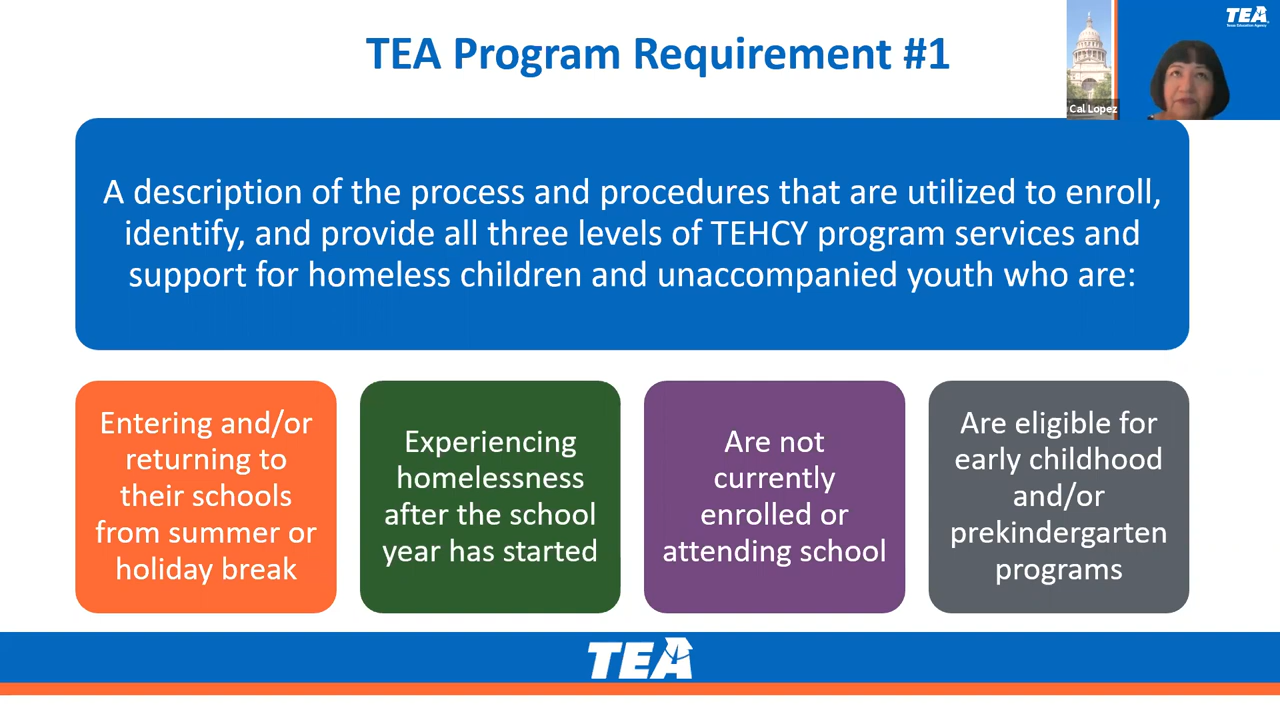 TEA Program Requirement #1
TEA
Texas Education Agency
Cal Lopez
A description of the process and procedures that are utilized to enroll,
identify, and provide all three levels of TEHCY program services and
support for homeless children and unaccompanied youth who are:
Entering and/or
returning to
their schools
from summer or
holiday break
Experiencing
homelessness
after the school
year has started
Are not
currently
enrolled or
attending school
Are eligible for
early childhood
and/or
prekindergarten
programs
TEA